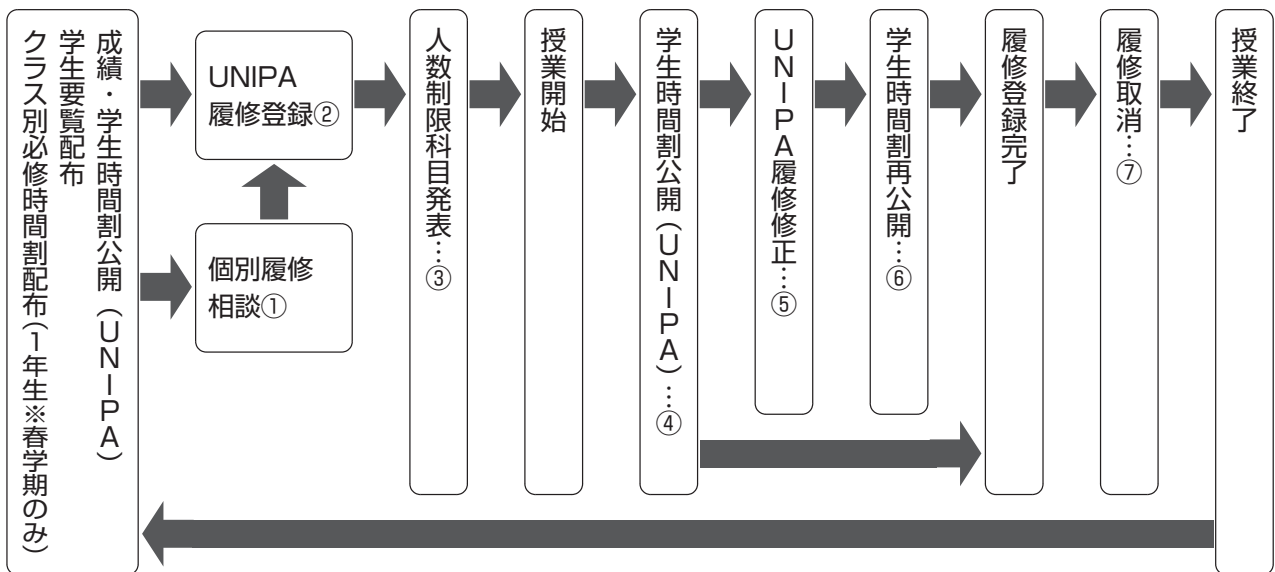 成績・学生時間割公開（UNIPA）
学生要覧配布
クラス別必修時間割配布（1年生※春学期のみ）
UNIPA
履修登録②
個別履修
相談①
人数制限科目発表…③
授業開始
学生時間割公開（UNIPA）…④
UNIPA履修修正…⑤
学生時間割再公開…⑥
履修登録完了
履修取消…⑦
授業終了